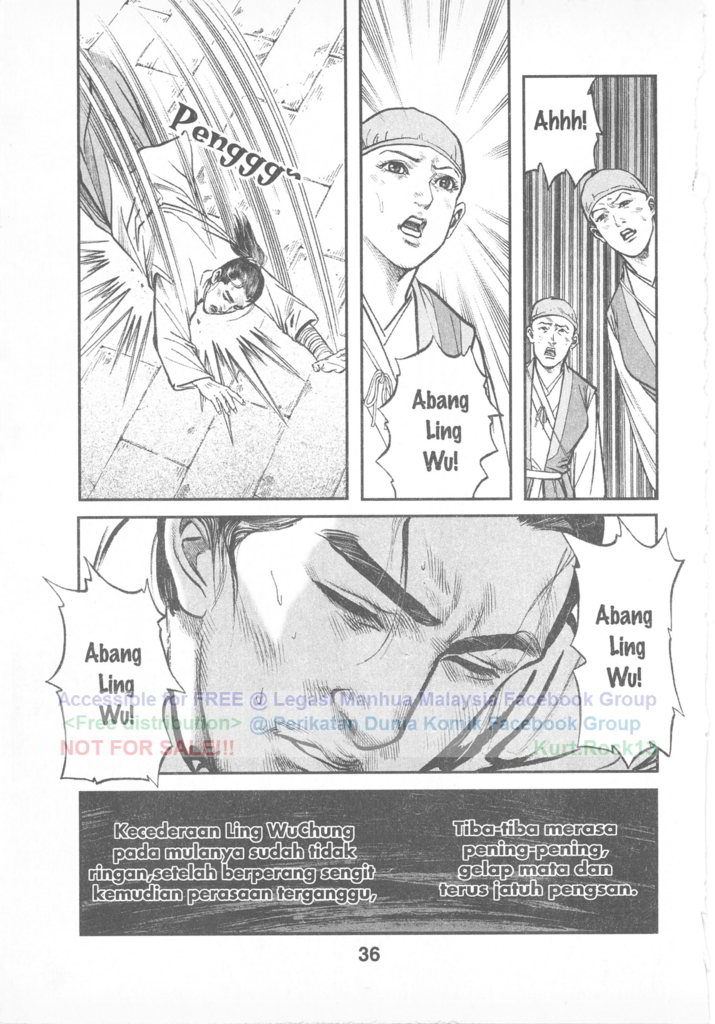 Penggg~
Abang
Ling
Wu!
Ahhh!
Abang
Ling
Wu!
Abang
Ling
Wu!
Accessible for FREE @ Legasi Manhua Malaysia Facebook Group
<Free distribution> @ Perikatan Dunia Komik Facebook Group
NOT FOR SALE!!!
Kurt.Rock13
Kecederaan Ling WuChung
pada mulanya sudah tidak
ringan,setelah berperang sengit
kemudian perasaan terganggu,
Tiba-tiba merasa
pening-pening,
gelap mata dan
terus jatuh pengsan.
36